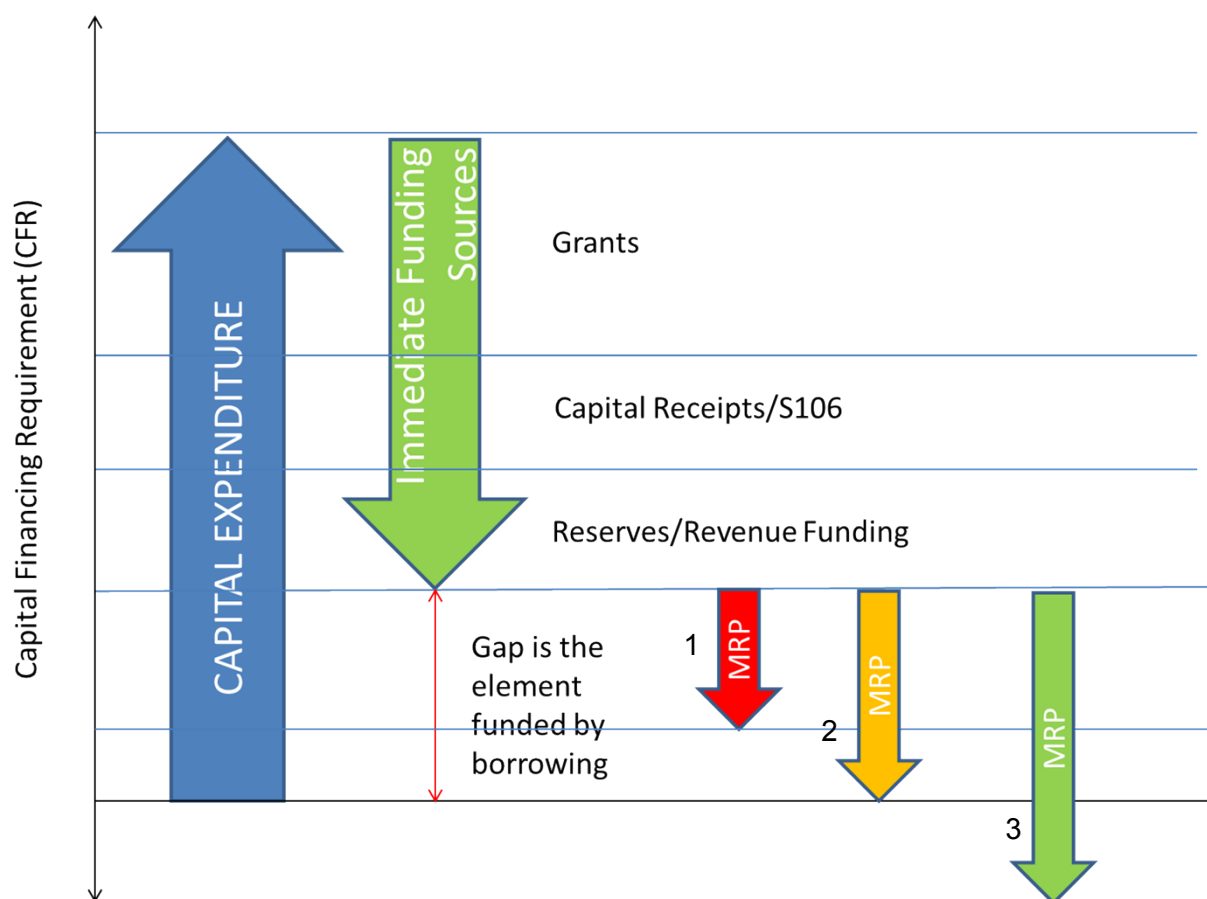 Capital Financing Requirement (CFR)
CAPITAL EXPENDITURE
Immediate Funding
Sources
Grants
Capital Receipts/S106
Reserves/Revenue Funding
Gap is the
element
funded by
borrowing
1
MRP
2
MRP
3
MRP